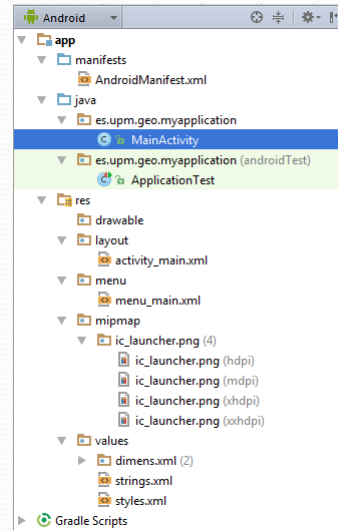 Android
app
manifests
AndroidManifest.xml
java
es.upm.geo.myapplication
MainActivity
es.upm.geo.myapplication (androidTest)
ApplicationTest
res
drawable
layout
activity_main.xml
menu
menu_main.xml
mipmap
ic_launcher.png (4)
ic_launcher.png (hdpi)
ic_launcher.png (mdpi)
ic_launcher.png (xhdpi)
ic_launcher.png (xxhdpi)
values
dimens.xml (2)
strings.xml
styles.xml
Gradle Scripts